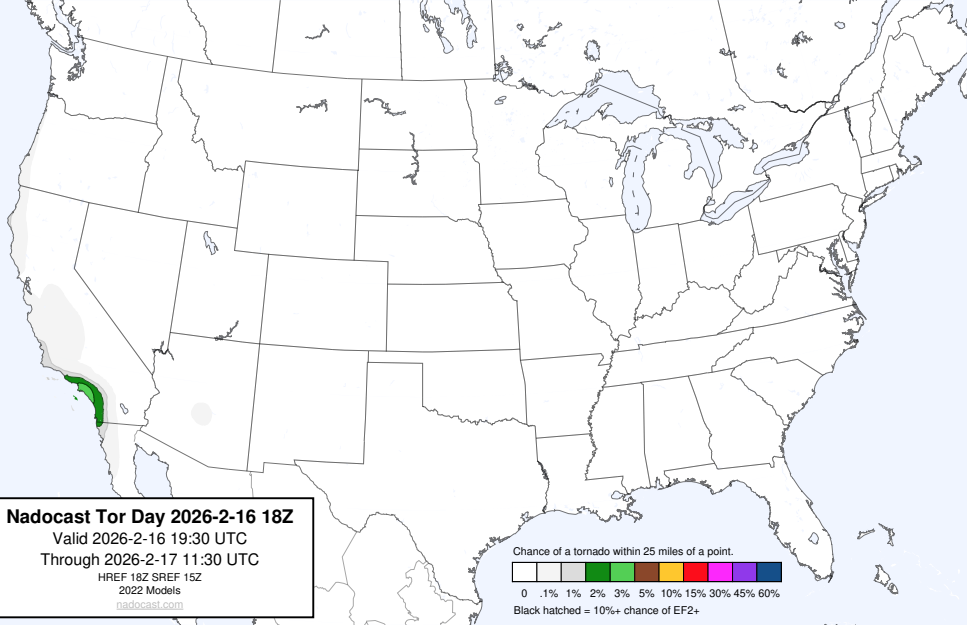 Nadocast Tor Day 2026-2-16 18Z
Valid 2026-2-16 19:30 UTC
Through 2026-2-17 11:30 UTC
HREF 18Z SREF 15Z
2022 Models
nadocast.com
Chance of a tornado within 25 miles of a point.
0 .1% 1% 2% 3% 5% 10% 15% 30% 45% 60%
Black hatched = 10%+ chance of EF2+